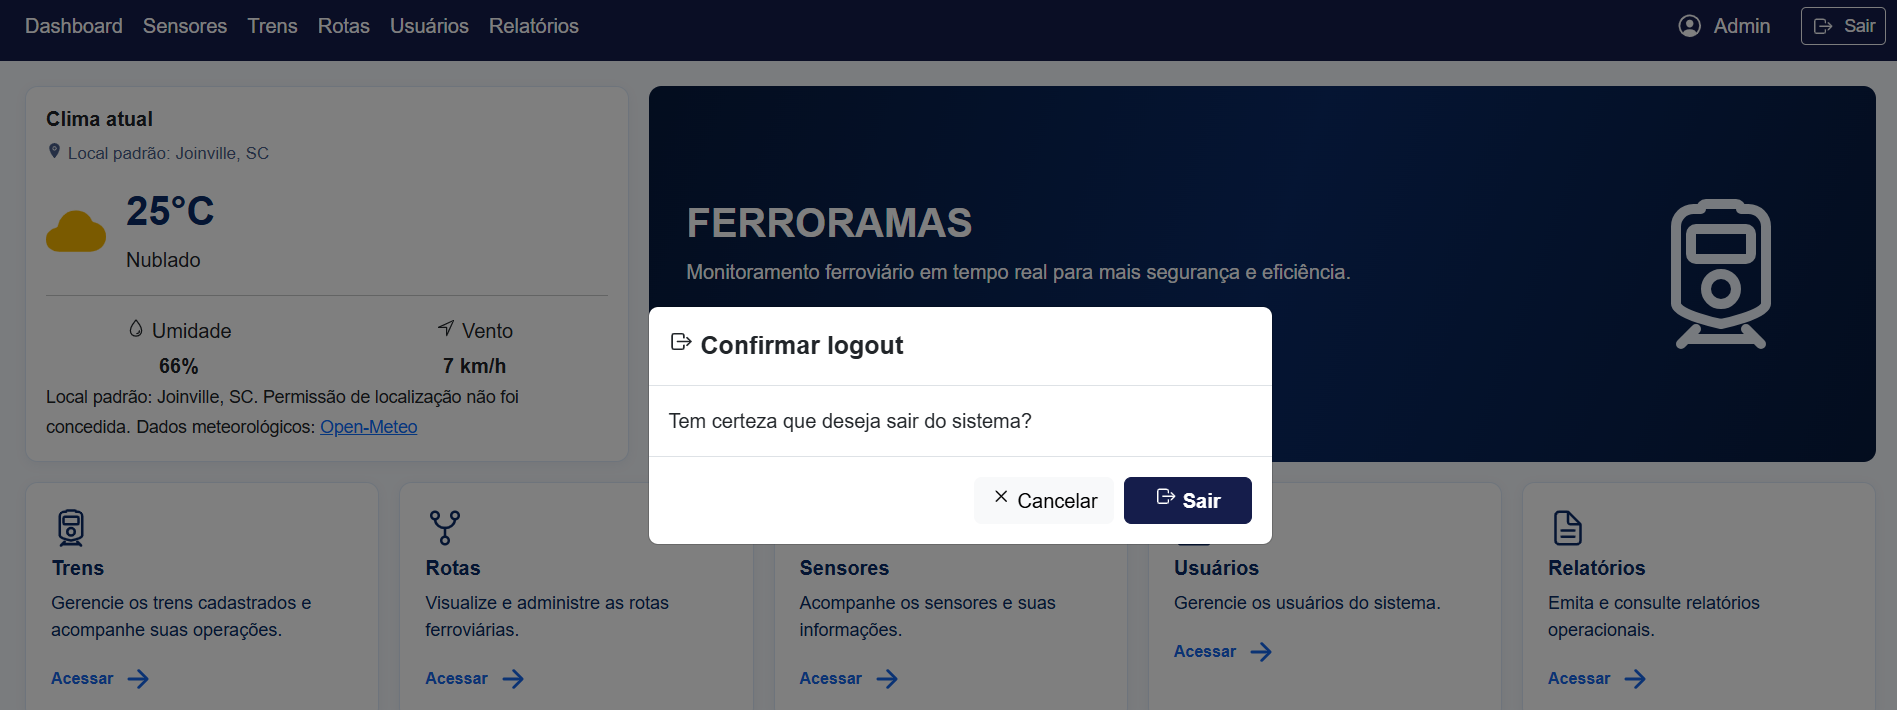 Dashboard Sensores Trens Rotas Usuários Relatórios Admin Sair
Clima atual
Local padrão: Joinville, SC
25°C
Nublado
Umidade Vento
66% 7 km/h
Local padrão: Joinville, SC. Permissão de localização não foi
concedida. Dados meteorológicos: Open-Meteo
FERRORAMAS
Monitoramento ferroviário em tempo real para mais segurança e eficiência.
Confirmar logout
Tem certeza que deseja sair do sistema?
Cancelar Sair
Trens
Gerencie os trens cadastrados e
acompanhe suas operações.
Acessar
Rotas
Visualize e administre as rotas
ferroviárias.
Acessar
Sensores
Acompanhe os sensores e suas
informações.
Acessar
Usuários
Gerencie os usuários do sistema.
Acessar
Relatórios
Emita e consulte relatórios
operacionais.
Acessar